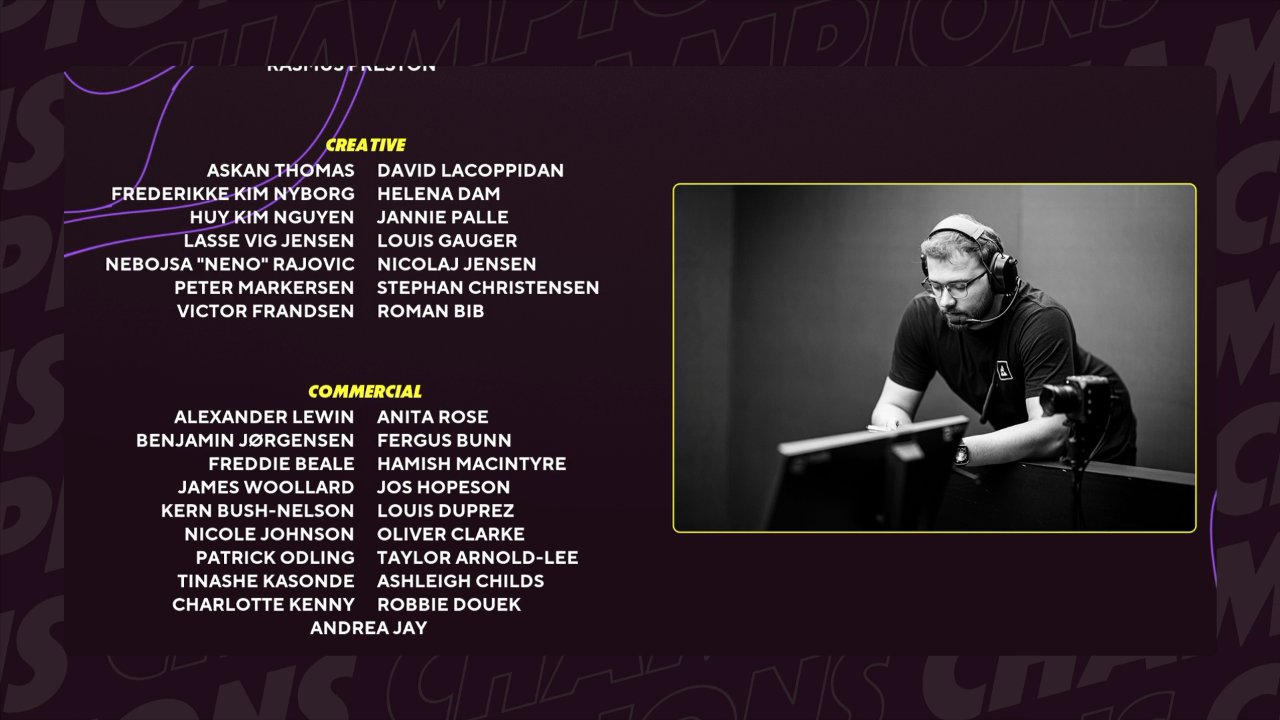 CHAMPIONS
RASMUS PRESTON
CREATIVE
ASKAN THOMAS DAVID LACOPPIDAN
FREDERIKKE KIM NYBORG HELENA DAM
HUY KIM NGUYEN JANNIE PALLE
LASSE VIG JENSEN LOUIS GAUGER
NEBOJSA "NENO" RAJOVIC NICOLAJ JENSEN
PETER MARKERSEN STEPHAN CHRISTENSEN
VICTOR FRANDSEN ROMAN BIB
COMMERCIAL
ALEXANDER LEWIN ANITA ROSE
BENJAMIN JØRGENSEN FERGUS BUNN
FREDDIE BEALE HAMISH MACINTYRE
JAMES WOOLLARD JOS HOPESON
KERN BUSH-NELSON LOUIS DUPREZ
NICOLE JOHNSON OLIVER CLARKE
PATRICK ODLING TAYLOR ARNOLD-LEE
TINASHE KASONDE ASHLEIGH CHILDS
CHARLOTTE KENNY ROBBIE DOUEK
ANDREA JAY